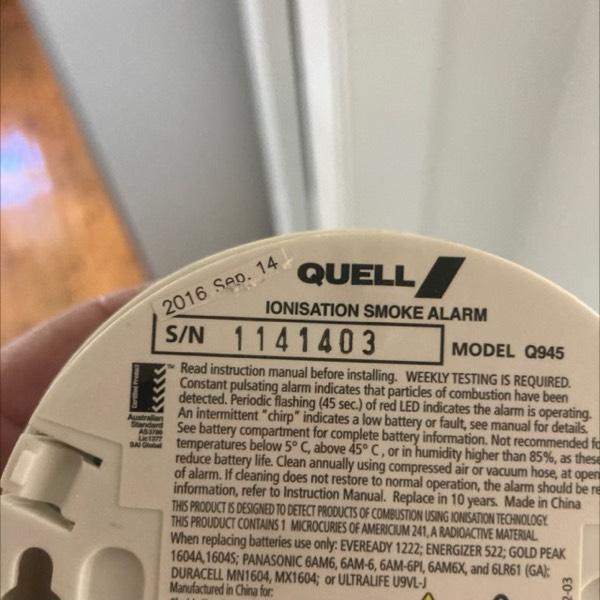 2016 Sep. 14
QUELL
IONISATION SMOKE ALARM
S/N 1141403
MODEL Q945
Certified Product
™
Australian
Standard
AS3786
Lic1377
SAI Global
Read instruction manual before installing. WEEKLY TESTING IS REQUIRED.
Constant pulsating alarm indicates that particles of combustion have been
detected. Periodic flashing (45 sec.) of red LED indicates the alarm is operating.
An intermittent "chirp" indicates a low battery or fault, see manual for details.
See battery compartment for complete battery information. Not recommended fo
temperatures below 5° C, above 45° C, or in humidity higher than 85%, as these
reduce battery life. Clean annually using compressed air or vacuum hose, at open
of alarm. If cleaning does not restore to normal operation, the alarm should be re
information, refer to Instruction Manual. Replace in 10 years. Made in China
THIS PRODUCT IS DESIGNED TO DETECT PRODUCTS OF COMBUSTION USING IONISATION TECHNOLOGY.
THIS PROUDUCT CONTAINS 1 MICROCURIES OF AMERICIUM 241, A RADIOACTIVE MATERIAL.
When replacing batteries use only: EVEREADY 1222; ENERGIZER 522; GOLD PEAK
1604A,1604S; PANASONIC 6AM6, 6AM-6, 6AM-6PI, 6AM6X, and 6LR61 (GA);
DURACELL MN1604, MX1604; or ULTRALIFE U9VL-J
Manufactured in China for:
2-03